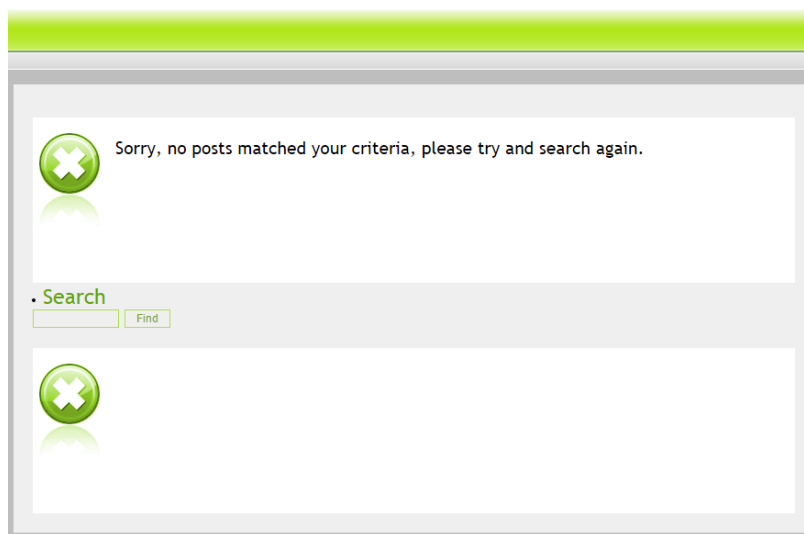 Sorry, no posts matched your criteria, please try and search again.
• Search
Find